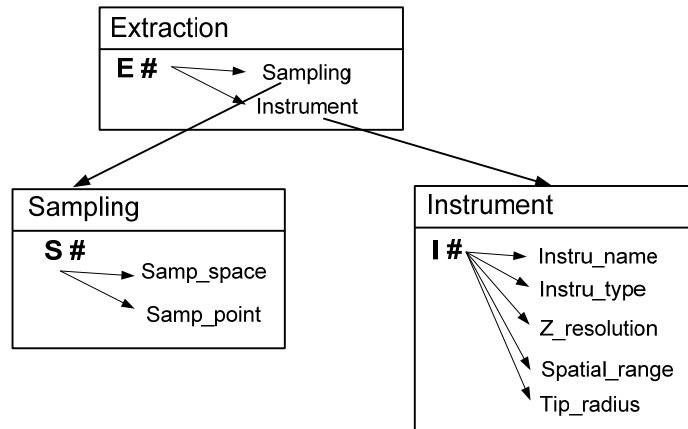 Extraction
E #
Sampling
Instrument
Sampling
S #
Samp_space
Samp_point
Instrument
I #
Instru_name
Instru_type
Z_resolution
Spatial_range
Tip_radius